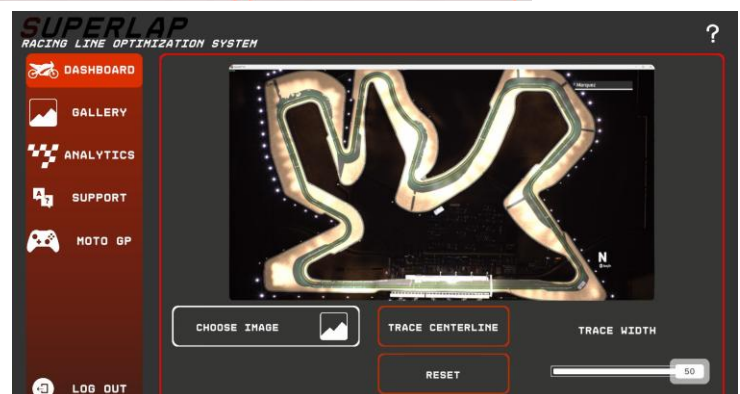 SUPERLAP
RACING LINE OPTIMIZATION SYSTEM
?
DASHBOARD
GALLERY
ANALYTICS
SUPPORT
MOTO GP
LOG OUT
Márquez
N
CHOOSE IMAGE
TRACE CENTERLINE
TRACE WIDTH
RESET
50